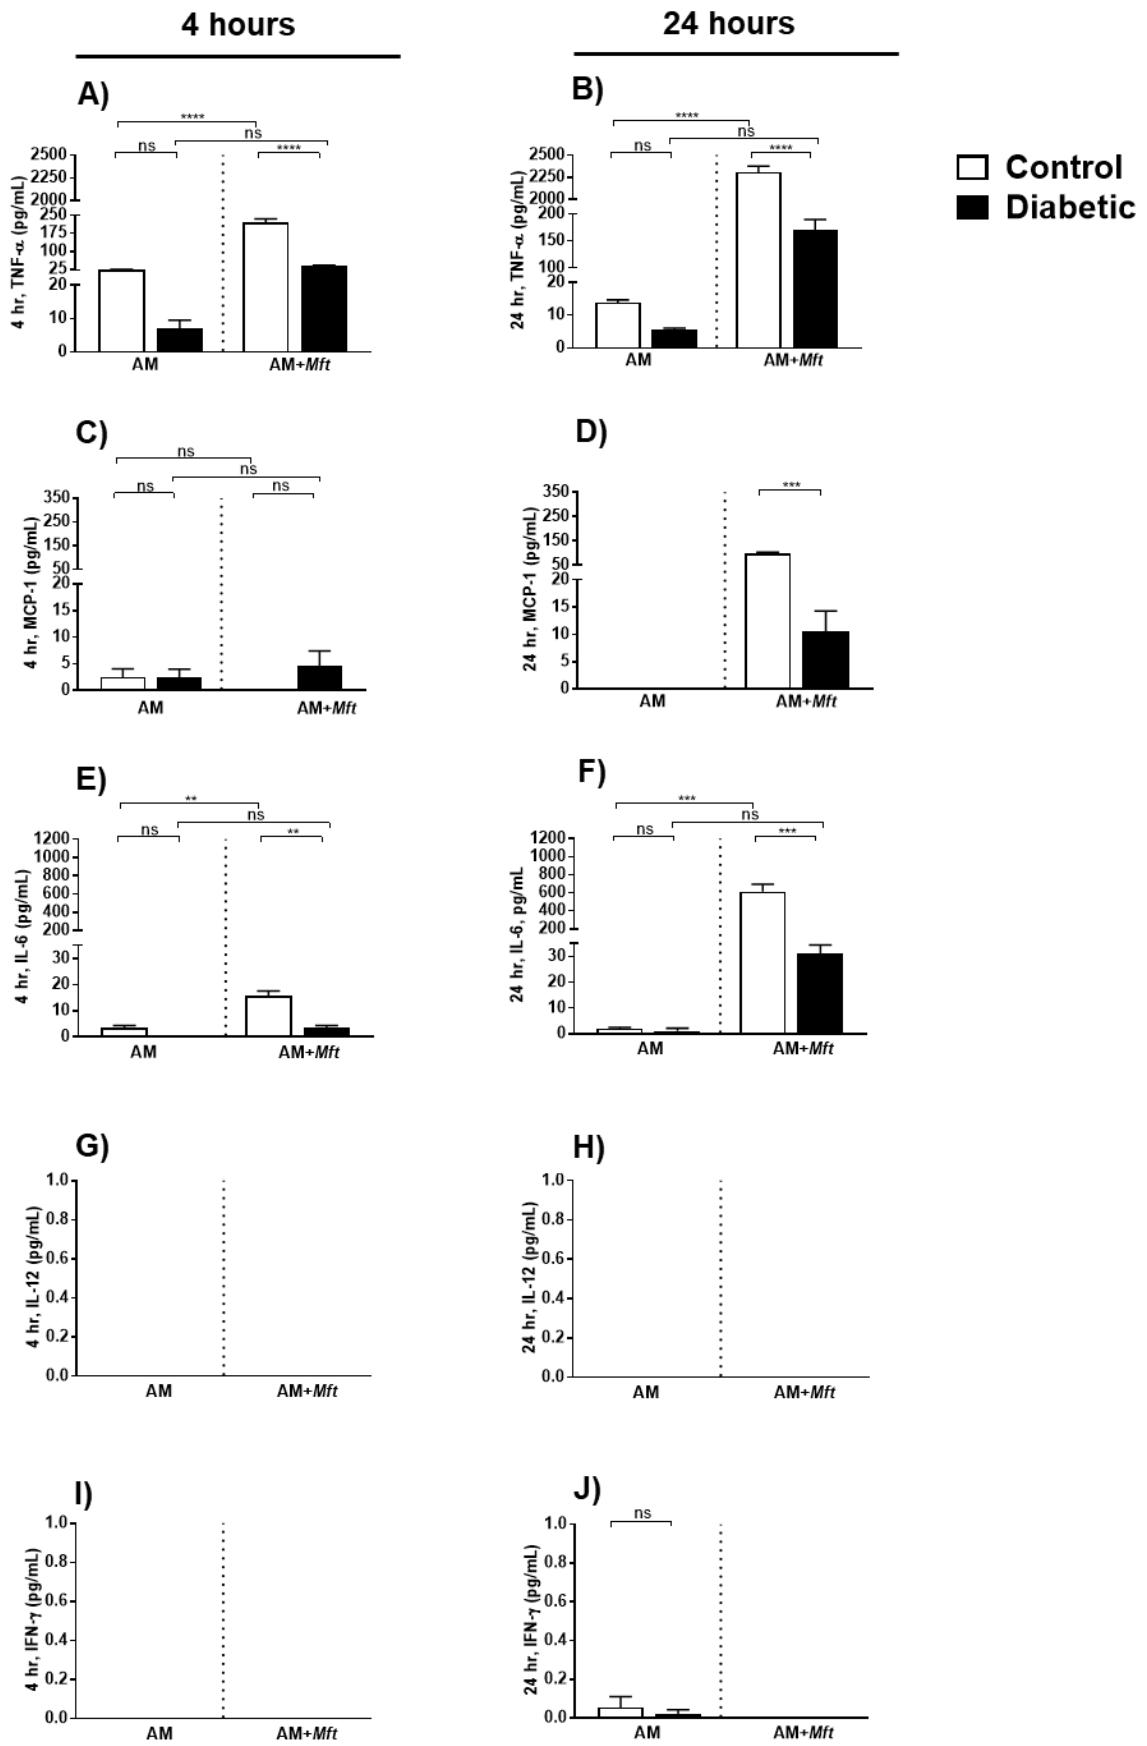 4 hours
24 hours
Control
Diabetic
A)
****
ns
ns
****
4 hr, TNF-α (pg/mL)
2500
2250
2000
250
175
100
25
20
10
0
AM
AM+Mft
B)
****
ns
ns
****
24 hr, TNF-α (pg/mL)
2500
2250
2000
200
150
100
20
10
0
AM
AM+Mft
C)
ns
ns
ns
ns
4 hr, MCP-1 (pg/mL)
350
250
150
50
20
15
10
5
0
AM
AM+Mft
D)
***
24 hr, MCP-1 (pg/mL)
350
250
150
50
20
15
10
5
0
AM
AM+Mft
E)
**
ns
ns
**
4 hr, IL-6 (pg/mL)
1200
1000
800
600
400
200
30
20
10
0
AM
AM+Mft
F)
***
ns
ns
***
24 hr, IL-6, pg/mL
1200
1000
800
600
400
200
30
20
10
0
AM
AM+Mft
G)
4 hr, IL-12 (pg/mL)
1.0
0.8
0.6
0.4
0.2
0.0
AM
AM+Mft
H)
24 hr, IL-12 (pg/mL)
1.0
0.8
0.6
0.4
0.2
0.0
AM
AM+Mft
I)
4 hr, IFN-γ (pg/mL)
1.0
0.8
0.6
0.4
0.2
0.0
AM
AM+Mft
J)
ns
24 hr, IFN-γ (pg/mL)
1.0
0.8
0.6
0.4
0.2
0.0
AM
AM+Mft